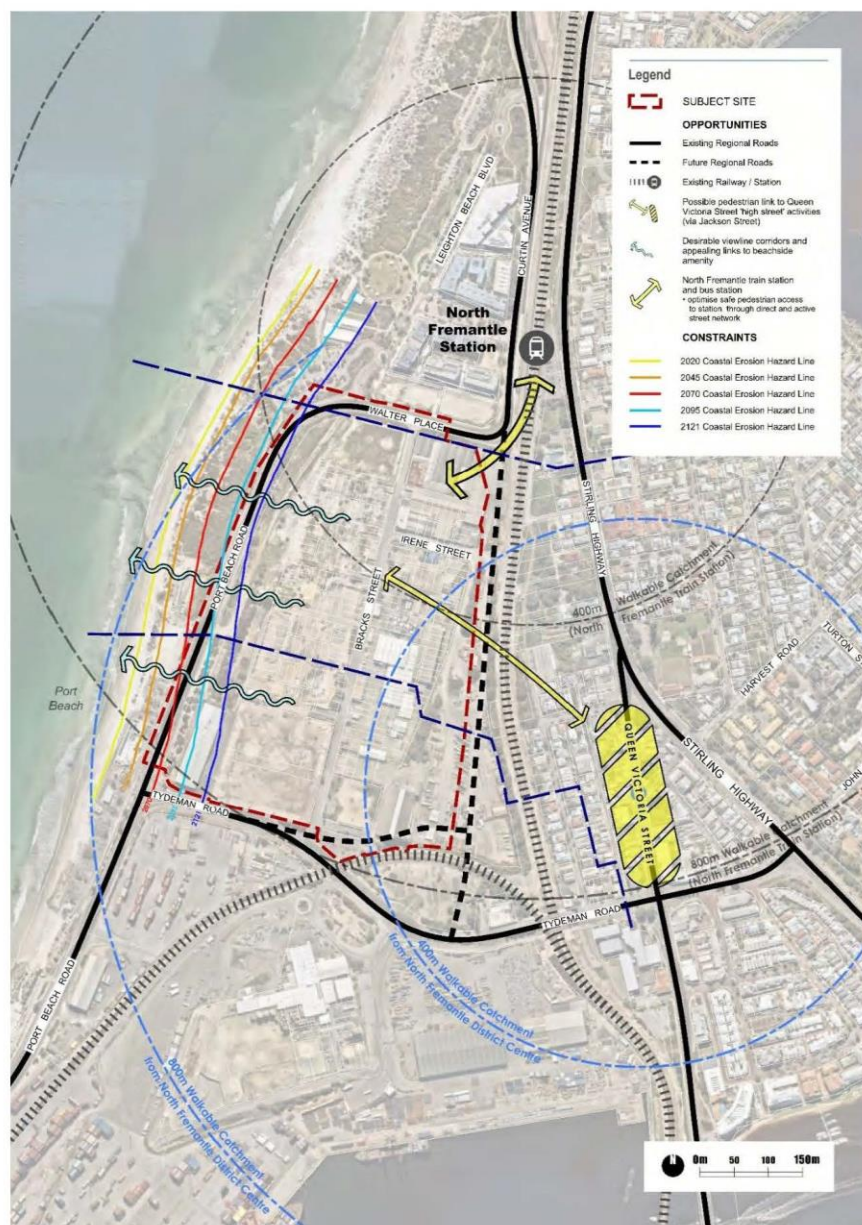 Legend
SUBJECT SITE
OPPORTUNITIES
Existing Regional Roads
Future Regional Roads
Existing Railway / Station
Possible pedestrian link to Queen
Victoria Street 'high street' activities
(via Jackson Street)
Desirable viewline corridors and
appealing links to beachside
amenity
North Fremantle train station
and bus station
• optimise safe pedestrian access
to station through direct and active
street network
CONSTRAINTS
2020 Coastal Erosion Hazard Line
2045 Coastal Erosion Hazard Line
2070 Coastal Erosion Hazard Line
2095 Coastal Erosion Hazard Line
2121 Coastal Erosion Hazard Line
LEIGHTON BEACH BLVD
CURTIN AVENUE
North
Fremantle
Station
WALTER PLACE
STIRLING HIGHWAY
PORT BEACH ROAD
IRENE STREET
BRACKS STREET
400m Walkable Catchment
(North Fremantle Train Station)
TURTON S
HARVEST ROAD
Port
Beach
QUEEN VICTORIA STREET
STIRLING HIGHWAY
JOHN
TYDEMAN ROAD
2121
800m Walkable Catchment
(North Fremantle Train Station)
TYDEMAN ROAD
PORT BEACH ROAD
400m Walkable Catchment
from North Fremantle District Centre
800m Walkable Catchment
from North Fremantle District Centre
N
0m 50 100 150m